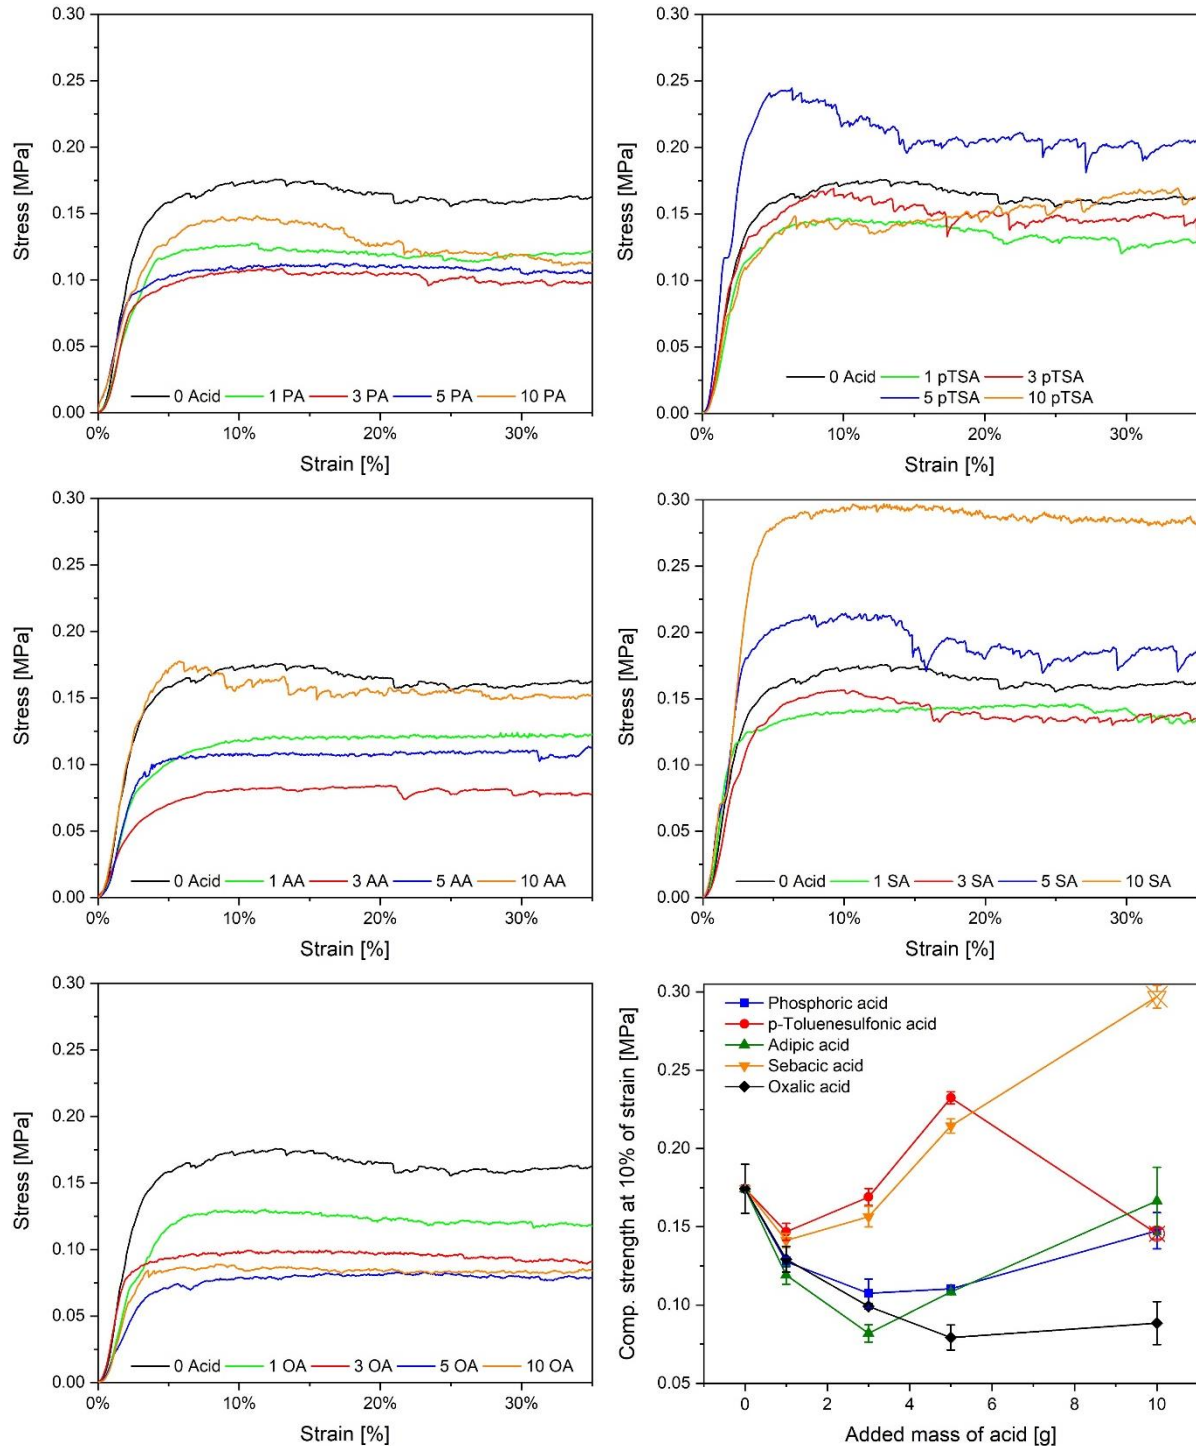 0.30
0.25
0.20
0.15
0.10
0.05
0.00
Stress [MPa]
0 Acid 1 PA 3 PA 5 PA 10 PA
0% 10% 20% 30%
Strain [%]
0.30
0.25
0.20
0.15
0.10
0.05
0.00
Stress [MPa]
0 Acid 1 pTSA 3 pTSA
5 pTSA 10 pTSA
0% 10% 20% 30%
Strain [%]
0.30
0.25
0.20
0.15
0.10
0.05
0.00
Stress [MPa]
0 Acid 1 AA 3 AA 5 AA 10 AA
0% 10% 20% 30%
Strain [%]
0.30
0.25
0.20
0.15
0.10
0.05
0.00
Stress [MPa]
0 Acid 1 SA 3 SA 5 SA 10 SA
0% 10% 20% 30%
Strain [%]
0.30
0.25
0.20
0.15
0.10
0.05
0.00
Stress [MPa]
0 Acid 1 OA 3 OA 5 OA 10 OA
0% 10% 20% 30%
Strain [%]
0.30
0.25
0.20
0.15
0.10
0.05
Comp. strength at 10% of strain [MPa]
Phosphoric acid
p-Toluenesulfonic acid
Adipic acid
Sebacic acid
Oxalic acid
0 2 4 6 8 10
Added mass of acid [g]